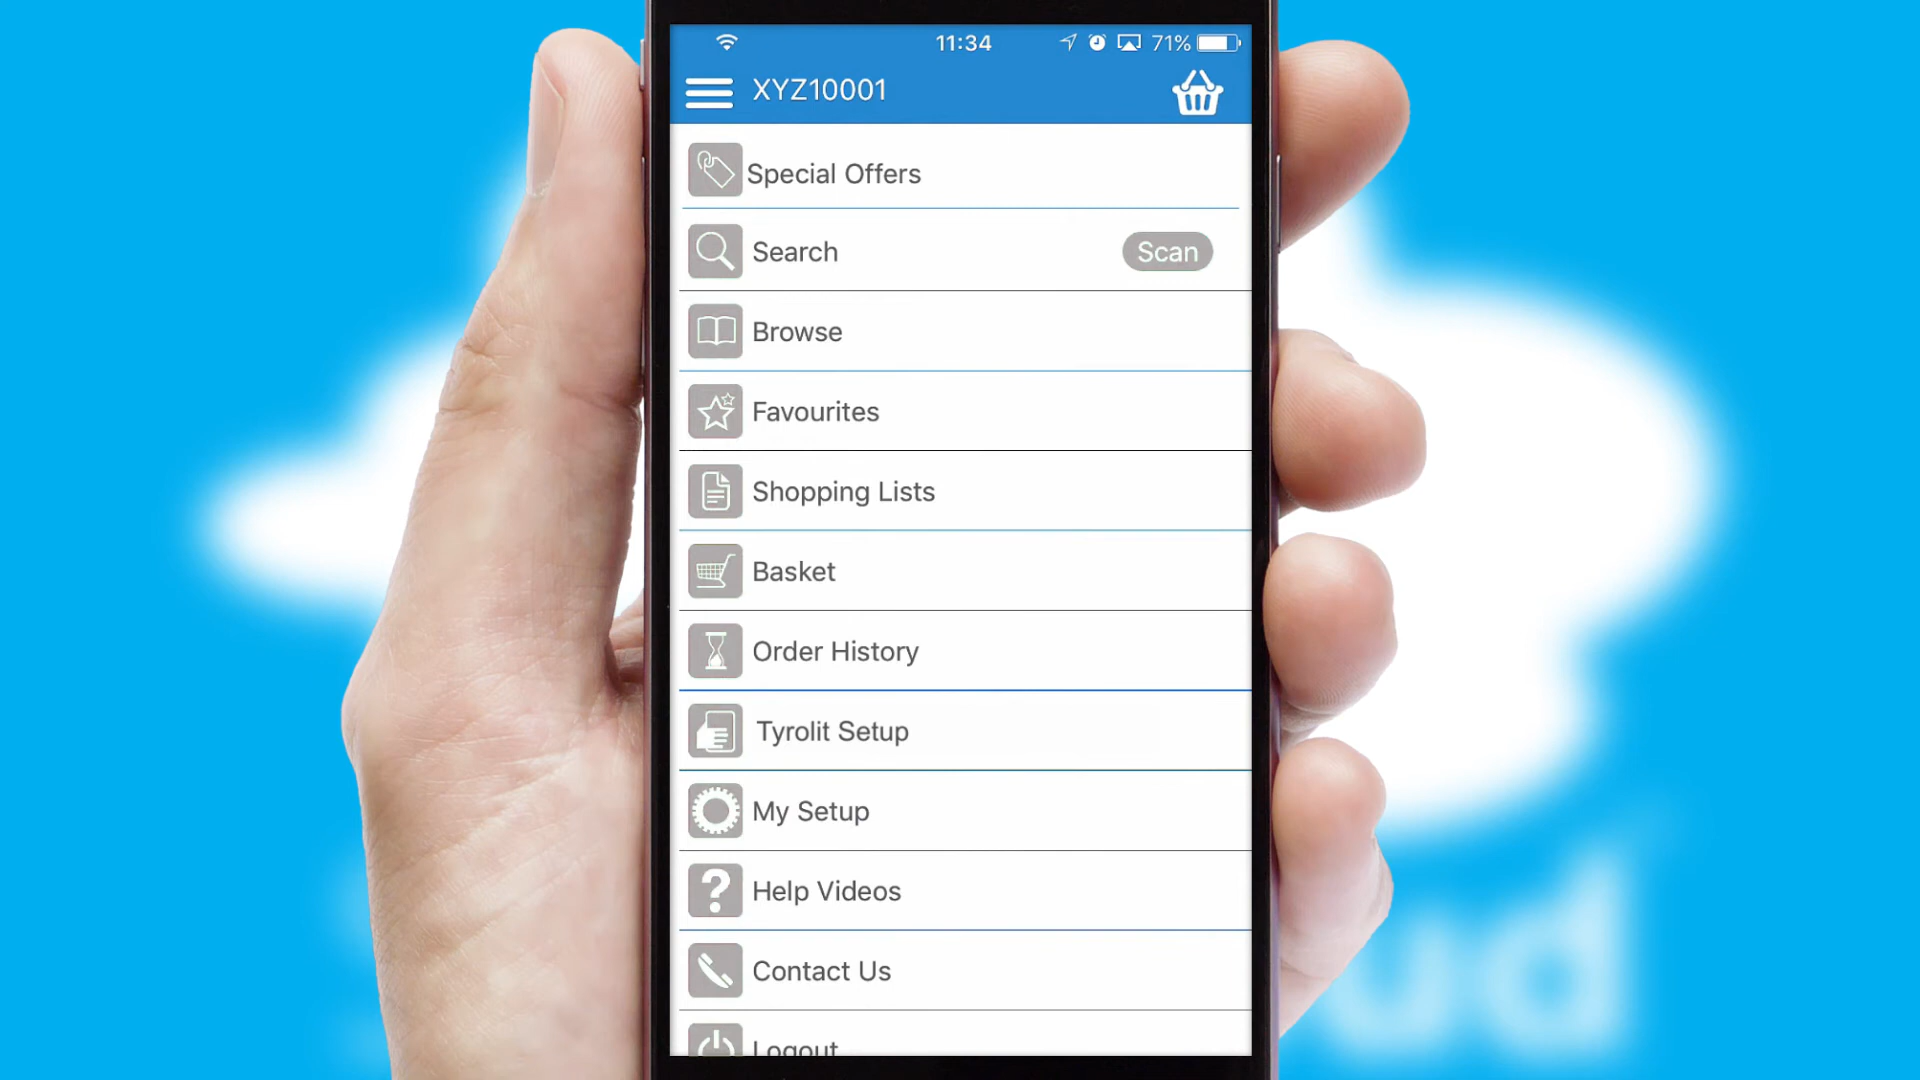 11:34
71%
XYZ10001
Special Offers
Search
Scan
Browse
Favourites
Shopping Lists
Basket
Order History
Tyrolit Setup
My Setup
Help Videos
Contact Us
Logout
ud